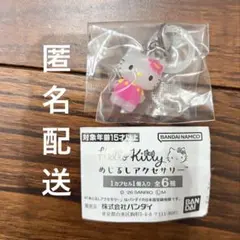 匿名
配送
対象年齢15才以上
BANDAI NAMCO
Hello Kitty
めじるしアクセサリー
1カプセル1個入り 全6種
株式会社バンダイ
BAN
DAI